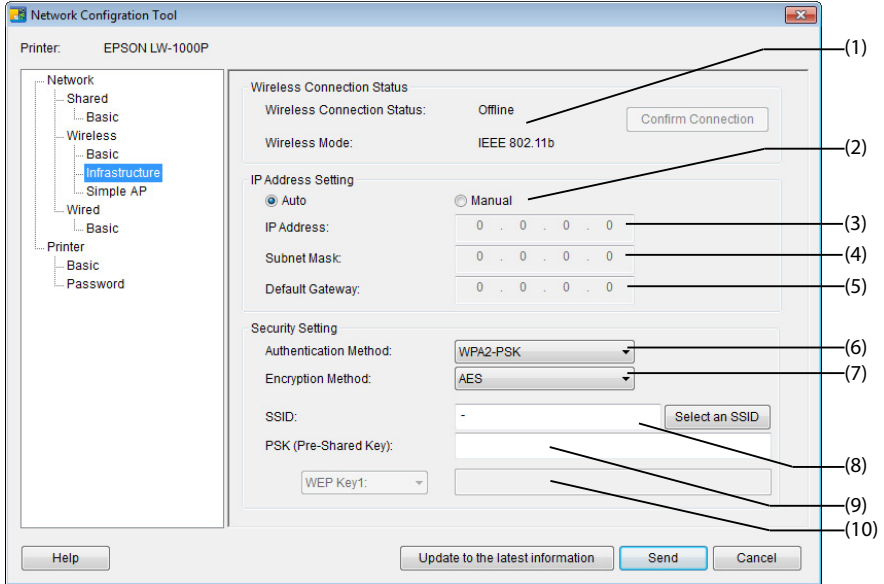 Network Configration Tool
Printer: EPSON LW-1000P
(1)
Network
Shared
Basic
Wireless
Basic
Infrastructure
Simple AP
Wired
Basic
Printer
Basic
Password
Wireless Connection Status
Wireless Connection Status: Offline
Confirm Connection
Wireless Mode: IEEE 802.11b
(2)
IP Address Setting
Auto Manual
IP Address: 0 . 0 . 0 . 0 (3)
Subnet Mask: 0 . 0 . 0 . 0 (4)
Default Gateway: 0 . 0 . 0 . 0 (5)
Security Setting
Authentication Method: WPA2-PSK (6)
Encryption Method: AES (7)
SSID: - Select an SSID
(8)
PSK (Pre-Shared Key):
(9)
WEP Key1:
(10)
Help Update to the latest information Send Cancel